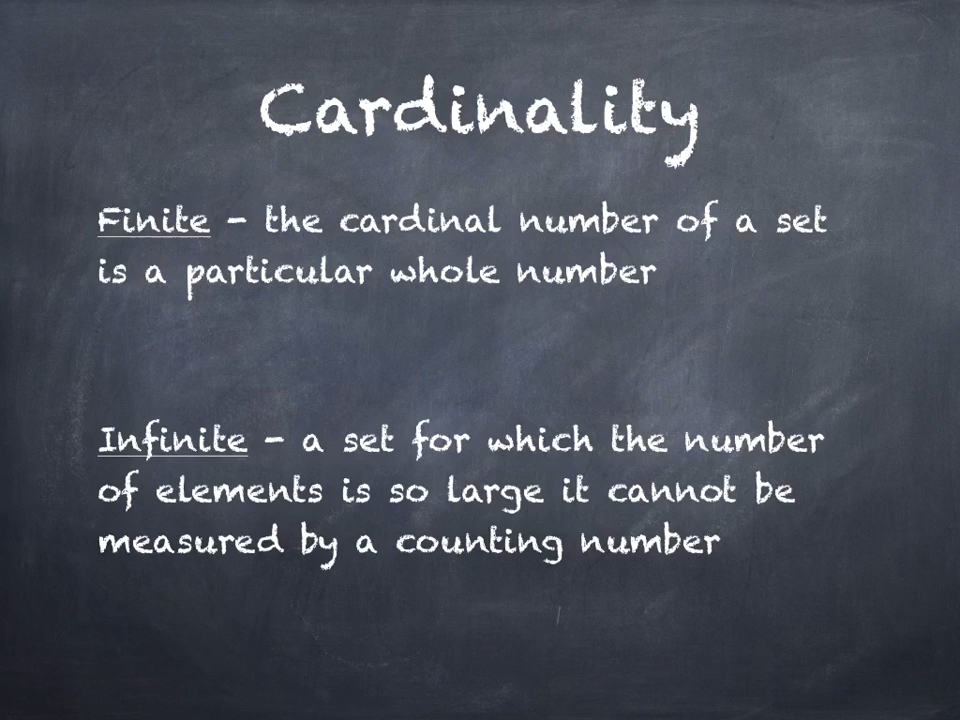 Cardinality
Finite - the cardinal number of a set
is a particular whole number
Infinite - a set for which the number
of elements is so large it cannot be
measured by a counting number